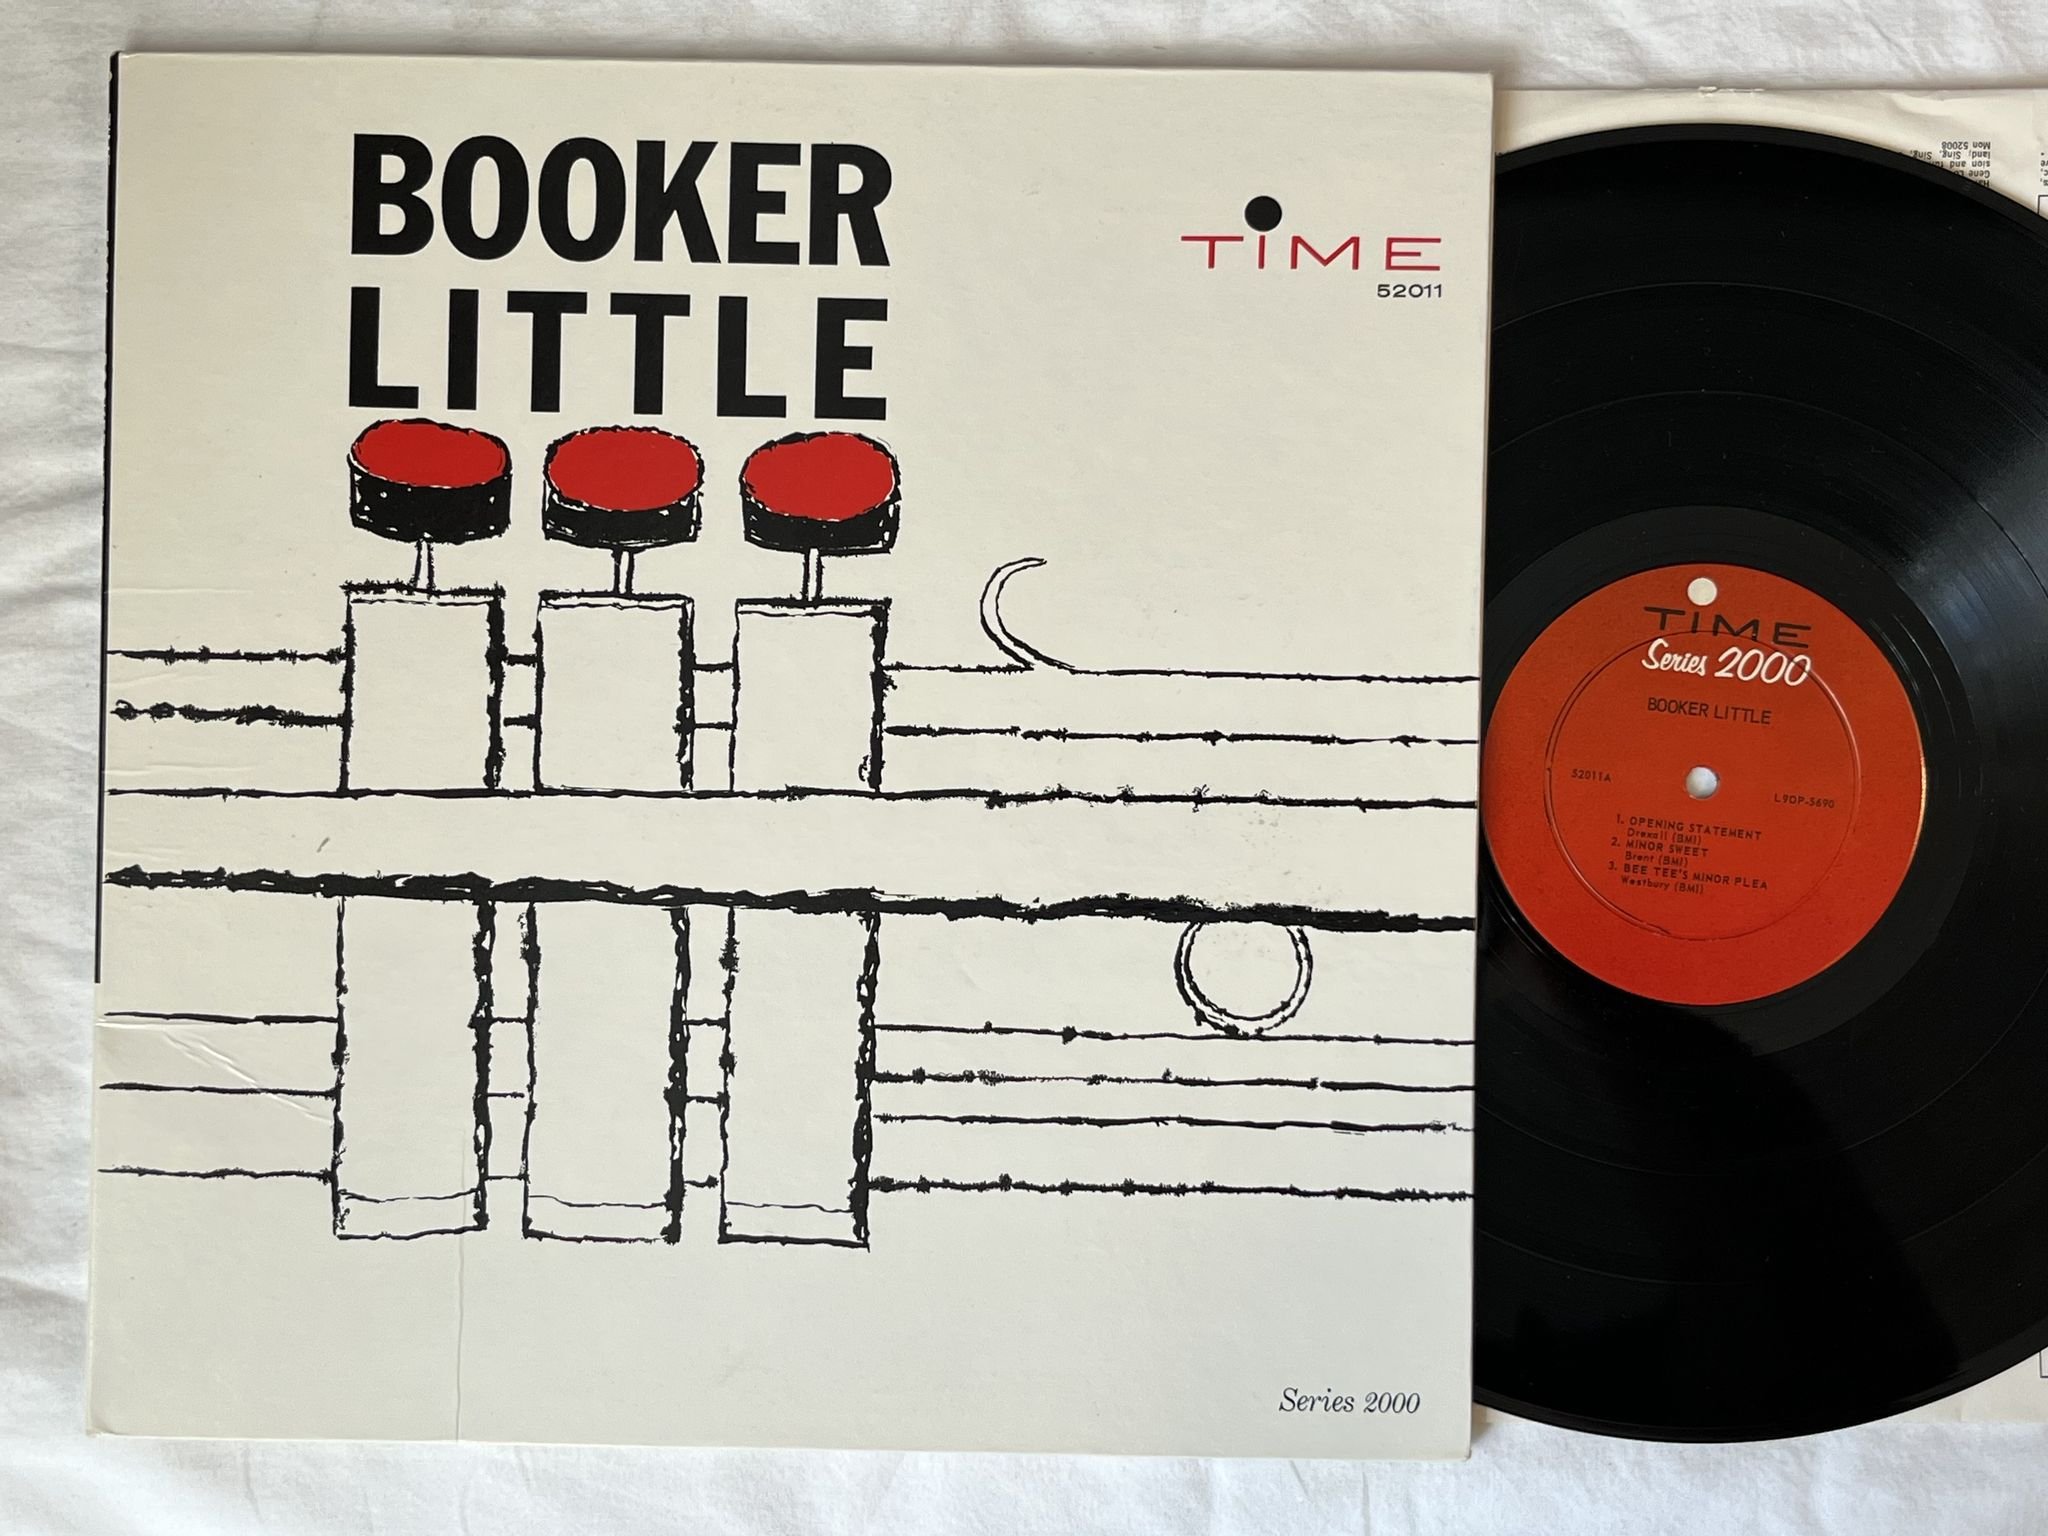 BOOKER
LITTLE
TIME
52011
Series 2000
Mon 52008
TIME
Series 2000
BOOKER LITTLE
52011A
L9OP-5690
1. OPENING STATEMENT
Drexall (BMI)
2. MINOR SWEET
Brent (BMI)
3. BEE TEE'S MINOR PLEA
Westbury (BMI)